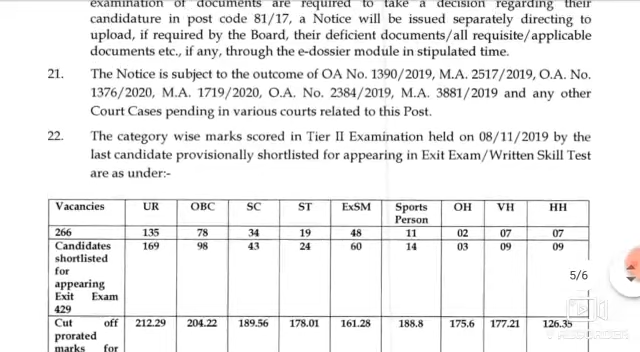 examination of documents are required to take a decision regarding their
candidature in post code 81/17, a Notice will be issued separately directing to
upload, if required by the Board, their deficient documents/all requisite/applicable
documents etc., if any, through the e-dossier module in stipulated time.
21. The Notice is subject to the outcome of OA No. 1390/2019, M.A. 2517/2019, O.A. No.
1376/2020, M.A. 1719/2020, O.A. No. 2384/2019, M.A. 3881/2019 and any other
Court Cases pending in various courts related to this Post.
22. The category wise marks scored in Tier II Examination held on 08/11/2019 by the
last candidate provisionally shortlisted for appearing in Exit Exam/Written Skill Test
are as under:-
Vacancies UR OBC SC ST ExSM Sports OH VH HH
Person
266 135 78 34 19 48 11 02 07 07
Candidates 169 98 43 24 60 14 03 09 09
shortlisted
for
appearing
5/6
Exit Exam
429
Cut off 212.29 204.22 189.56 178.01 161.28 188.8 175.6 177.21 126.35
prorated
marks for